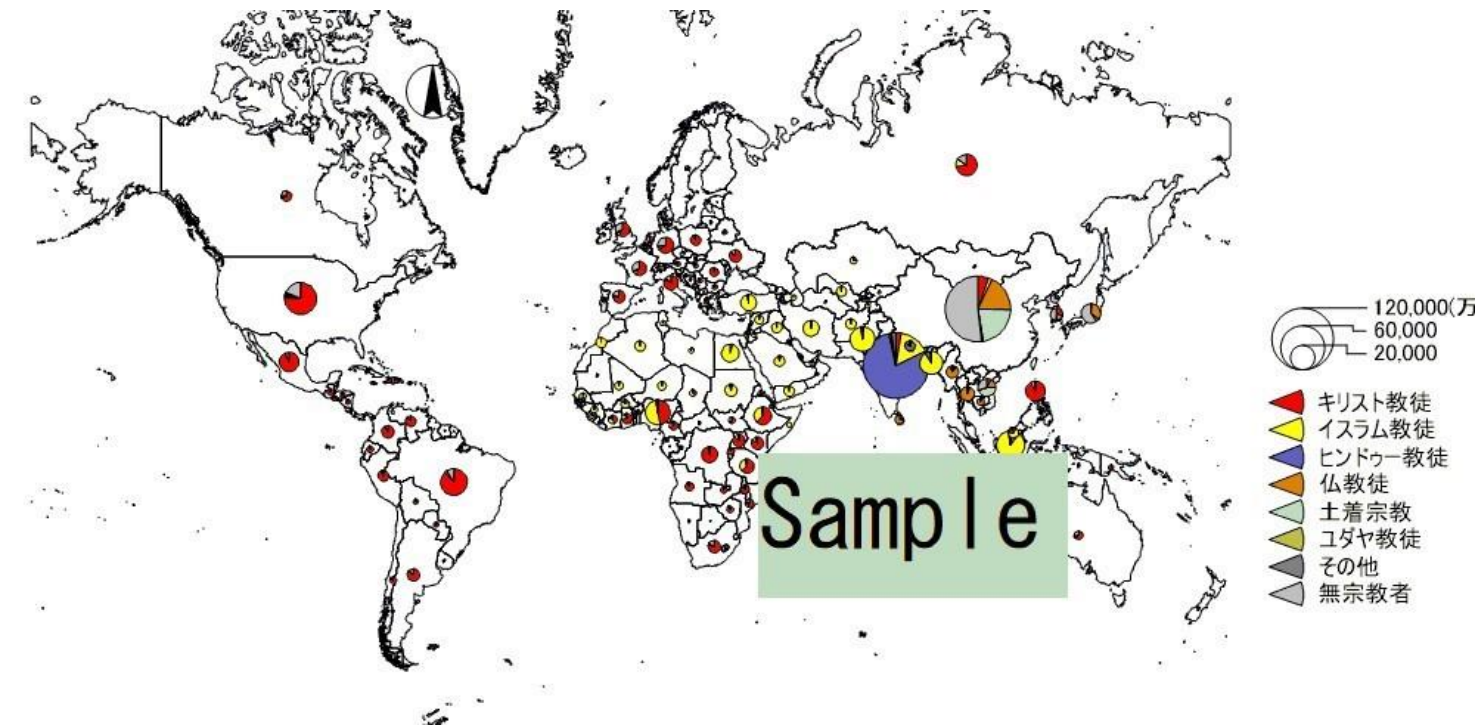 120,000(万
60,000
20,000
キリスト教徒
イスラム教徒
ヒンドゥー教徒
仏教徒
土着宗教
ユダヤ教徒
その他
無宗教者
Sample